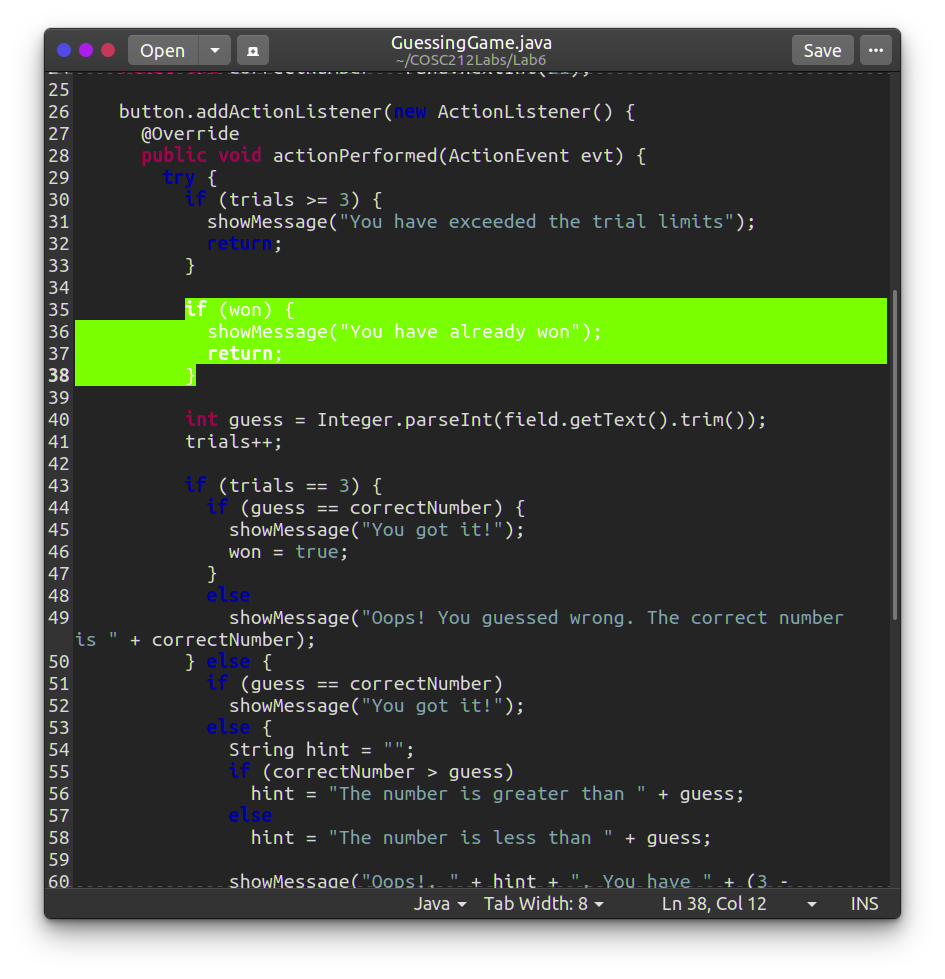 Open
GuessingGame.java
~/COSC212Labs/Lab6
Save
25
26 button.addActionListener(new ActionListener() {
27 @Override
28 public void actionPerformed(ActionEvent evt) {
29 try {
30 if (trials >= 3) {
31 showMessage("You have exceeded the trial limits");
32 return;
33 }
34
35 if (won) {
36 showMessage("You have already won");
37 return;
38 }
39
40 int guess = Integer.parseInt(field.getText().trim());
41 trials++;
42
43 if (trials == 3) {
44 if (guess == correctNumber) {
45 showMessage("You got it!");
46 won = true;
47 }
48 else
49 showMessage("Oops! You guessed wrong. The correct number
is " + correctNumber);
50 } else {
51 if (guess == correctNumber)
52 showMessage("You got it!");
53 else {
54 String hint = "";
55 if (correctNumber > guess)
56 hint = "The number is greater than " + guess;
57 else
58 hint = "The number is less than " + guess;
59
60 showMessage("Oops!, " + hint + ". You have " + (3 -
Java
Tab Width: 8
Ln 38, Col 12
INS